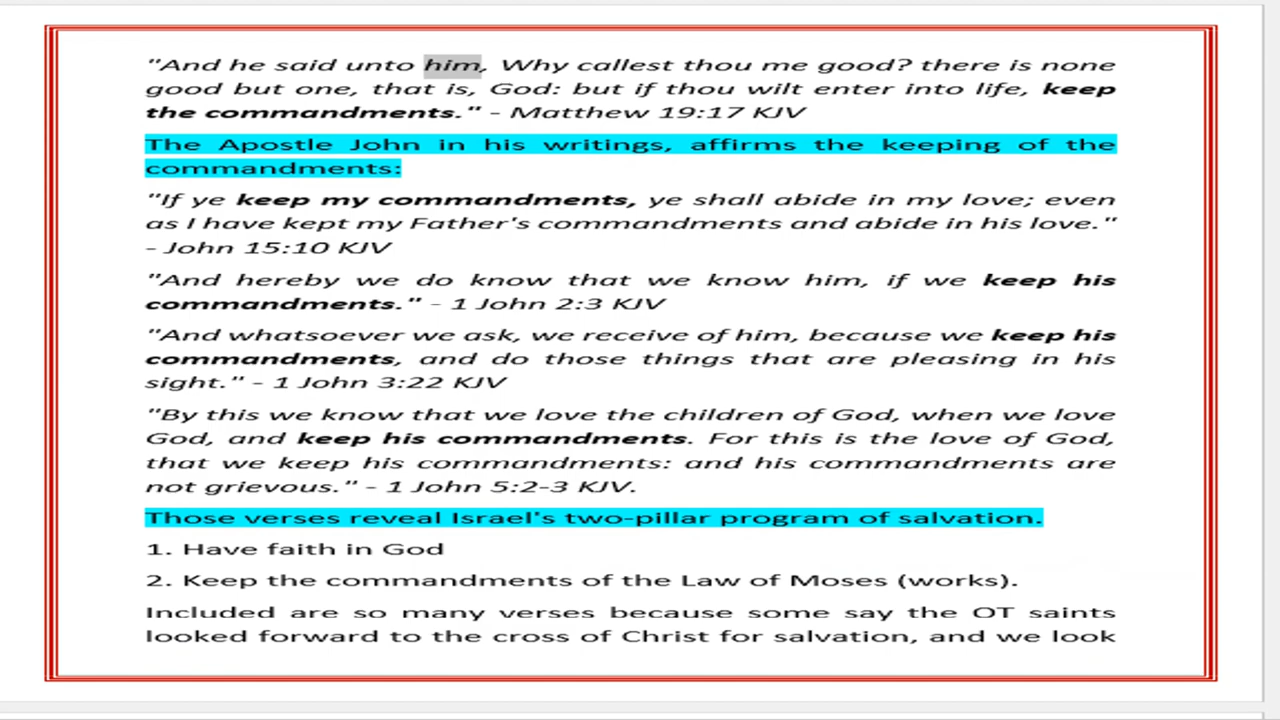 "And he said unto him, Why callest thou me good? there is none
good but one, that is, God: but if thou wilt enter into life, keep
the commandments." - Matthew 19:17 KJV
The Apostle John in his writings, affirms the keeping of the
commandments:
"If ye keep my commandments, ye shall abide in my love; even
as I have kept my Father's commandments and abide in his love."
- John 15:10 KJV
"And hereby we do know that we know him, if we keep his
commandments." - 1 John 2:3 KJV
"And whatsoever we ask, we receive of him, because we keep his
commandments, and do those things that are pleasing in his
sight." - 1 John 3:22 KJV
"By this we know that we love the children of God, when we love
God, and keep his commandments. For this is the love of God,
that we keep his commandments: and his commandments are
not grievous." - 1 John 5:2-3 KJV.
Those verses reveal Israel's two-pillar program of salvation.
1. Have faith in God
2. Keep the commandments of the Law of Moses (works).
Included are so many verses because some say the OT saints
looked forward to the cross of Christ for salvation, and we look